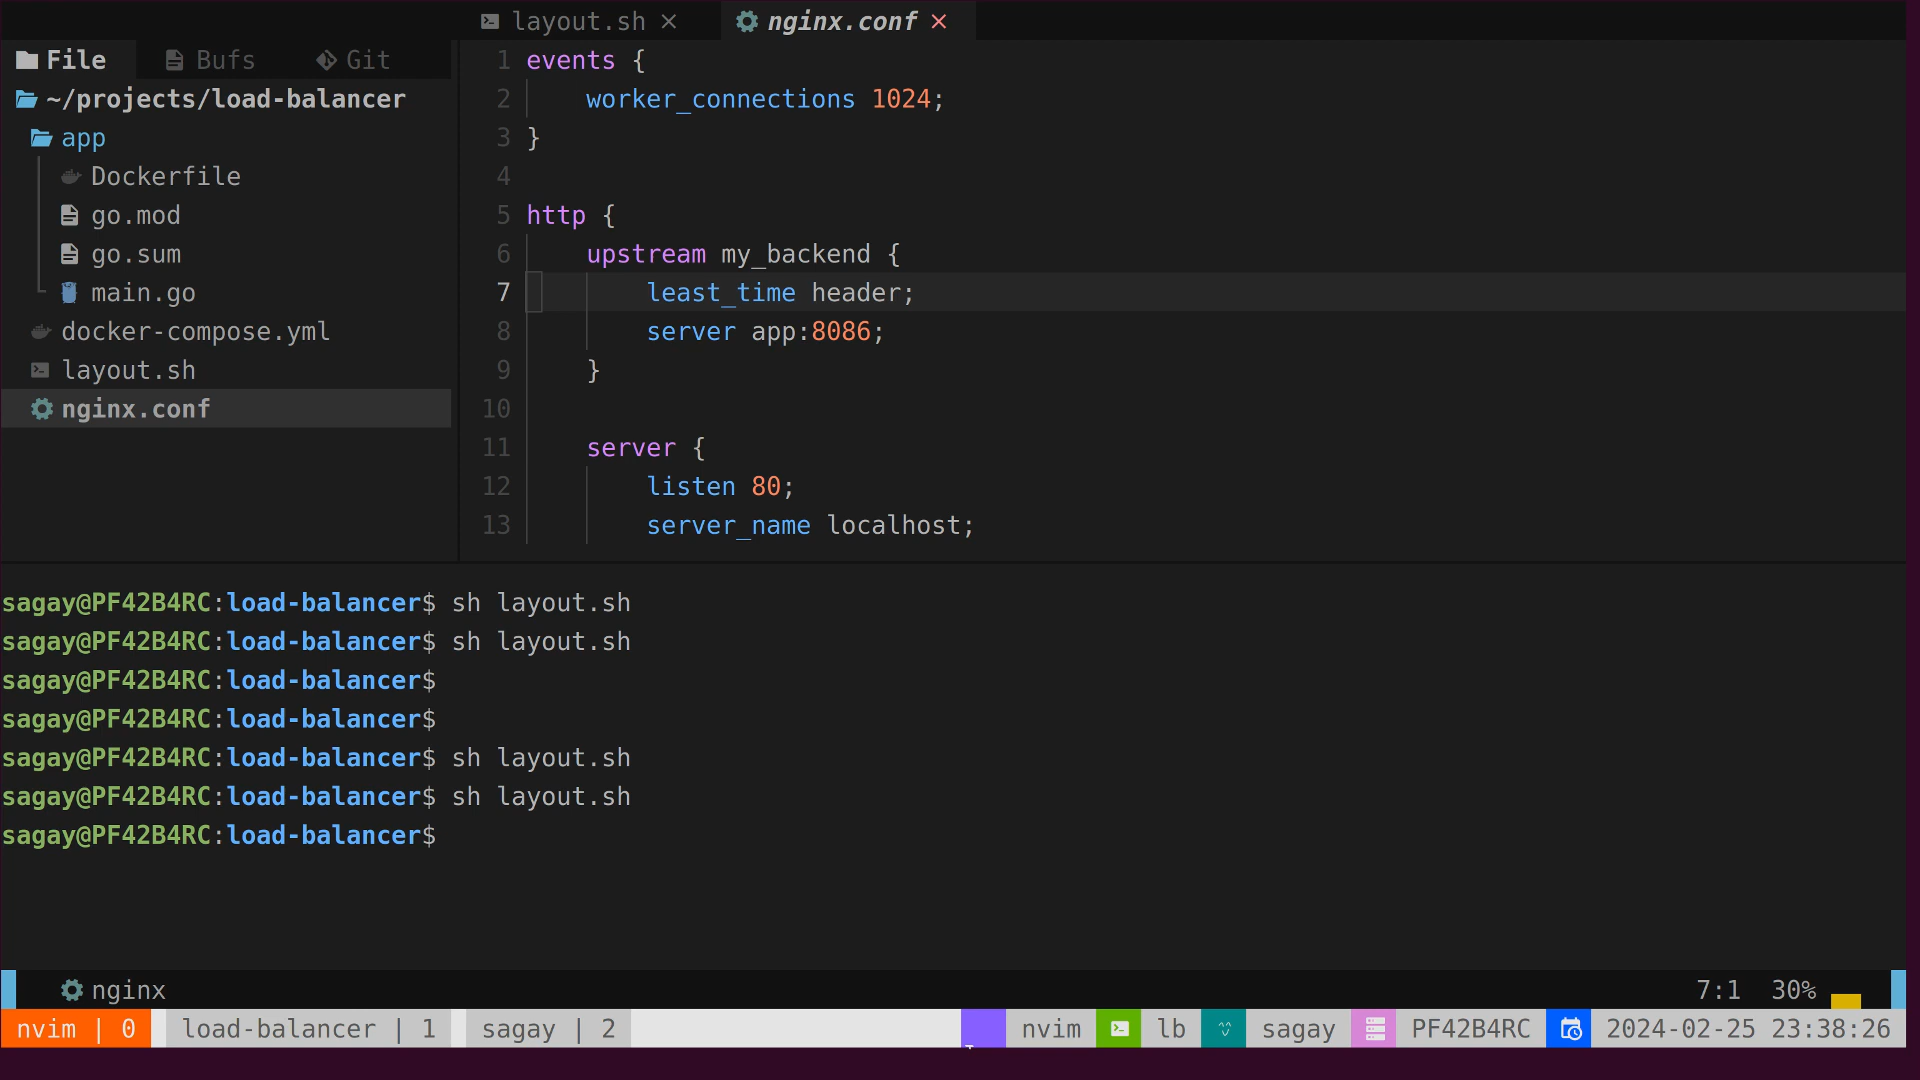 layout.sh
nginx.conf
File Bufs Git
~/projects/load-balancer
app
Dockerfile
go.mod
go.sum
main.go
docker-compose.yml
layout.sh
nginx.conf
1 events {
2     worker_connections 1024;
3 }
4
5 http {
6     upstream my_backend {
7         least_time header;
8         server app:8086;
9     }
10
11     server {
12         listen 80;
13         server_name localhost;
sagay@PF42B4RC:load-balancer$ sh layout.sh
sagay@PF42B4RC:load-balancer$ sh layout.sh
sagay@PF42B4RC:load-balancer$
sagay@PF42B4RC:load-balancer$
sagay@PF42B4RC:load-balancer$ sh layout.sh
sagay@PF42B4RC:load-balancer$ sh layout.sh
sagay@PF42B4RC:load-balancer$
nginx 7:1 30%
nvim | 0 load-balancer | 1 sagay | 2 nvim lb sagay PF42B4RC 2024-02-25 23:38:26